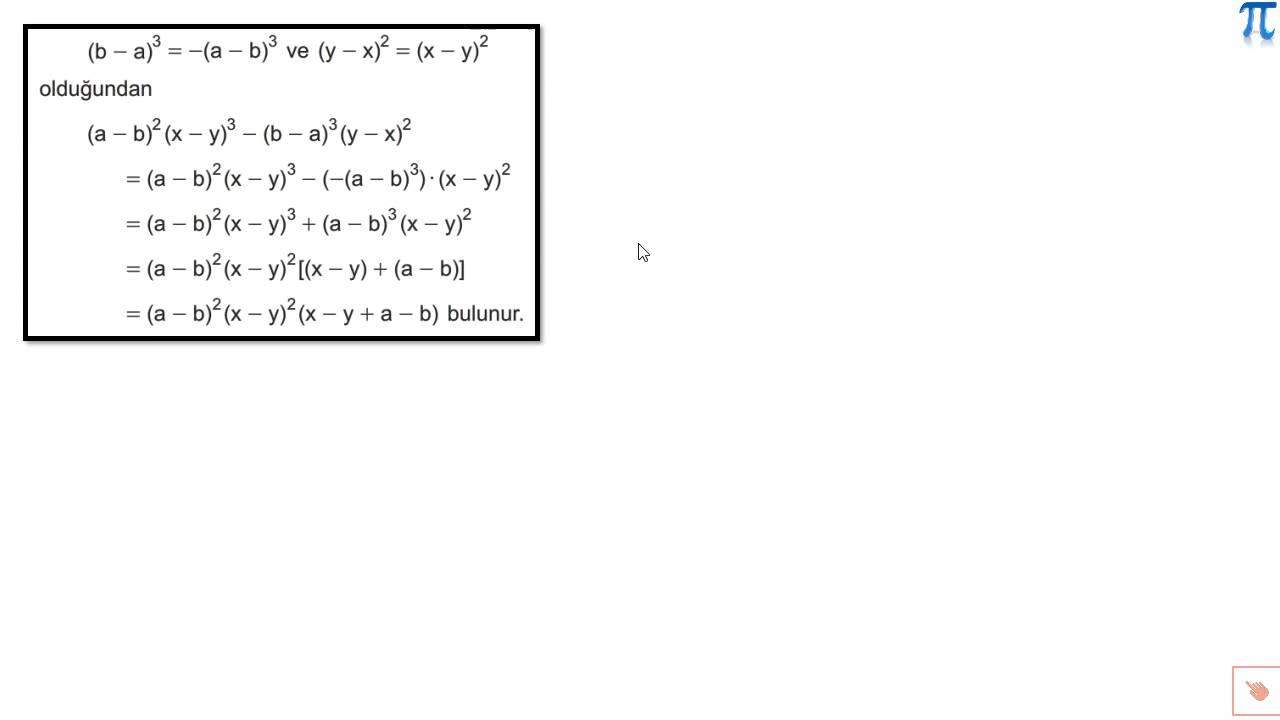 (b − a)³ = −(a − b)³ ve (y − x)² = (x − y)²
olduğundan
(a − b)² (x − y)³ − (b − a)³ (y − x)²
= (a − b)² (x − y)³ − (−(a − b)³) · (x − y)²
= (a − b)² (x − y)³ + (a − b)³ (x − y)²
= (a − b)² (x − y)² [(x − y) + (a − b)]
= (a − b)² (x − y)² (x − y + a − b) bulunur.
π